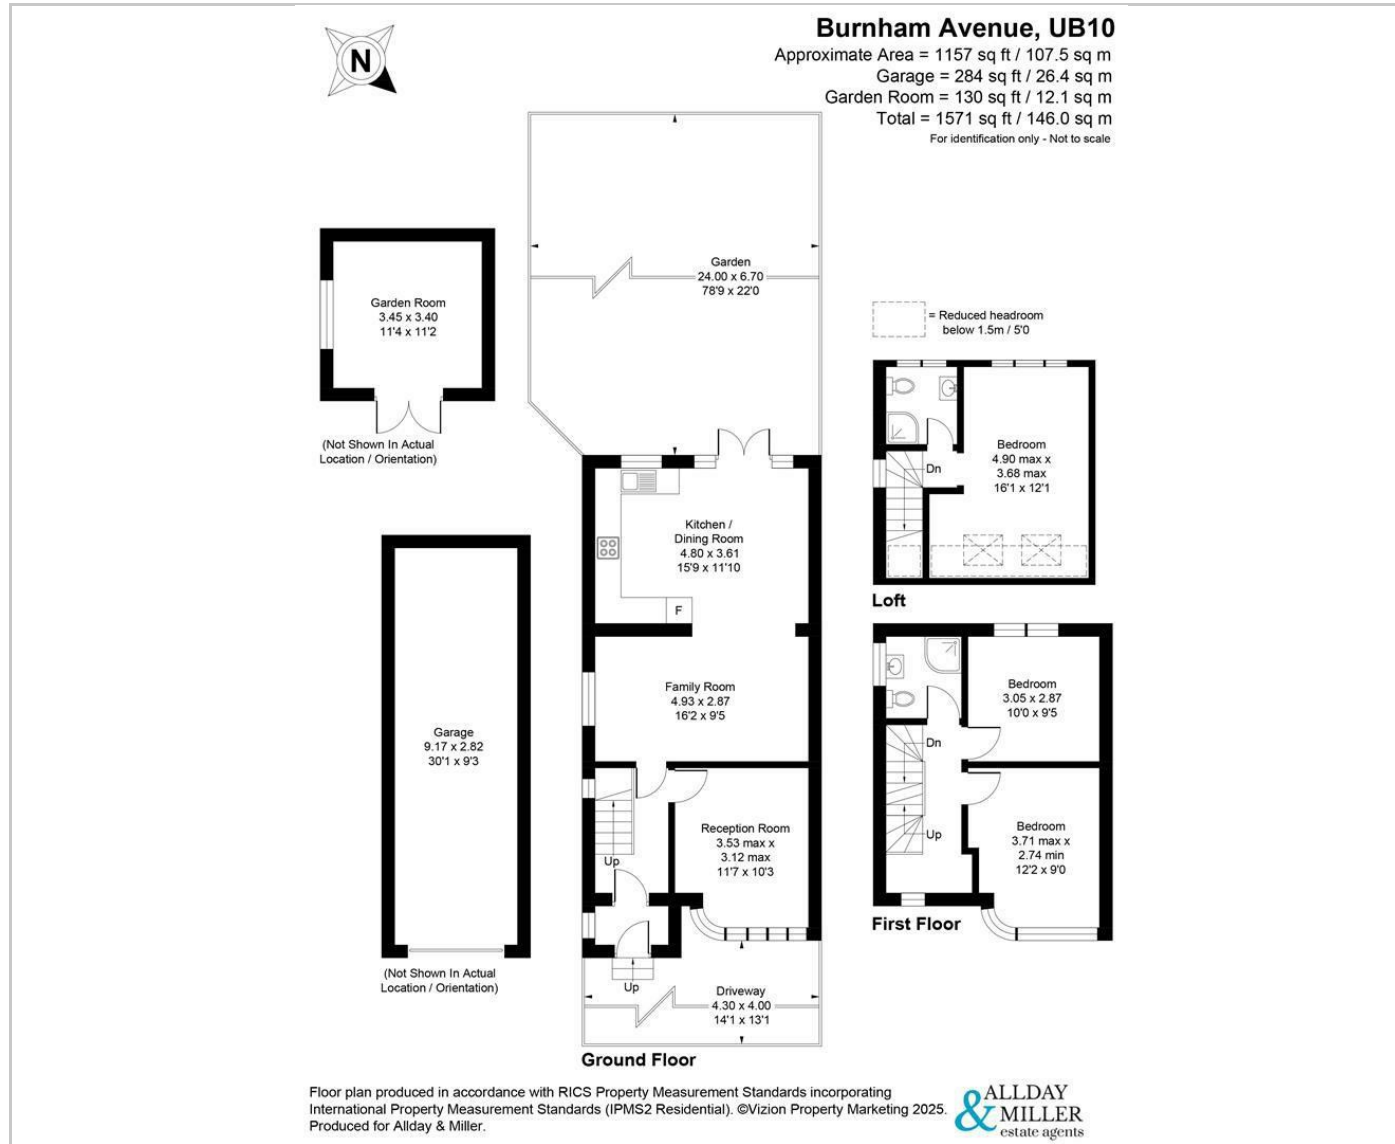 N
Burnham Avenue, UB10
Approximate Area = 1157 sq ft / 107.5 sq m
Garage = 284 sq ft / 26.4 sq m
Garden Room = 130 sq ft / 12.1 sq m
Total = 1571 sq ft / 146.0 sq m
For identification only - Not to scale
Garden
24.00 x 6.70
78'9 x 22'0
Garden Room
3.45 x 3.40
11'4 x 11'2
(Not Shown In Actual
Location / Orientation)
= Reduced headroom
below 1.5m / 5'0
Bedroom
4.90 max x
3.68 max
16'1 x 12'1
Dn
Loft
Kitchen /
Dining Room
4.80 x 3.61
15'9 x 11'10
F
Family Room
4.93 x 2.87
16'2 x 9'5
Garage
9.17 x 2.82
30'1 x 9'3
(Not Shown In Actual
Location / Orientation)
Reception Room
3.53 max x
3.12 max
11'7 x 10'3
Up
Up
Driveway
4.30 x 4.00
14'1 x 13'1
Ground Floor
Bedroom
3.05 x 2.87
10'0 x 9'5
Dn
Up
Bedroom
3.71 max x
2.74 min
12'2 x 9'0
First Floor
Floor plan produced in accordance with RICS Property Measurement Standards incorporating
International Property Measurement Standards (IPMS2 Residential). ©Vizion Property Marketing 2025.
Produced for Allday & Miller.
ALLDAY
& MILLER
estate agents